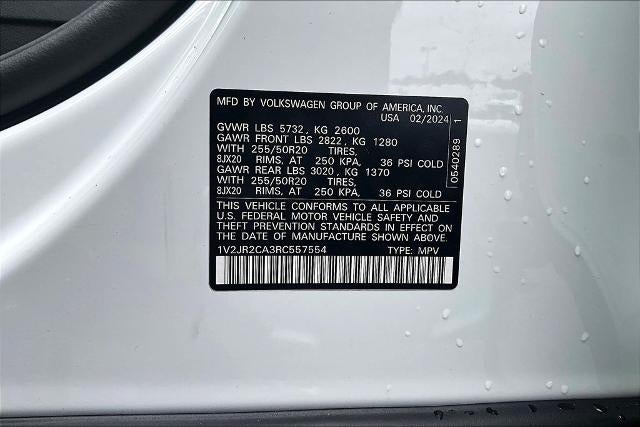 MFD BY VOLKSWAGEN GROUP OF AMERICA, INC.
USA 02/2024
GVWR LBS 5732 , KG 2600
GAWR FRONT LBS 2822 , KG 1280
WITH 255/50R20 TIRES,
8JX20 RIMS, AT 250 KPA, 36 PSI COLD
GAWR REAR LBS 3020 , KG 1370
WITH 255/50R20 TIRES,
8JX20 RIMS, AT 250 KPA, 36 PSI COLD
THIS VEHICLE CONFORMS TO ALL APPLICABLE
U.S. FEDERAL MOTOR VEHICLE SAFETY AND
THEFT PREVENTION STANDARDS IN EFFECT ON
THE DATE OF MANUFACTURE SHOWN ABOVE.
1V2JR2CA3RC557554 TYPE: MPV
0540289 1